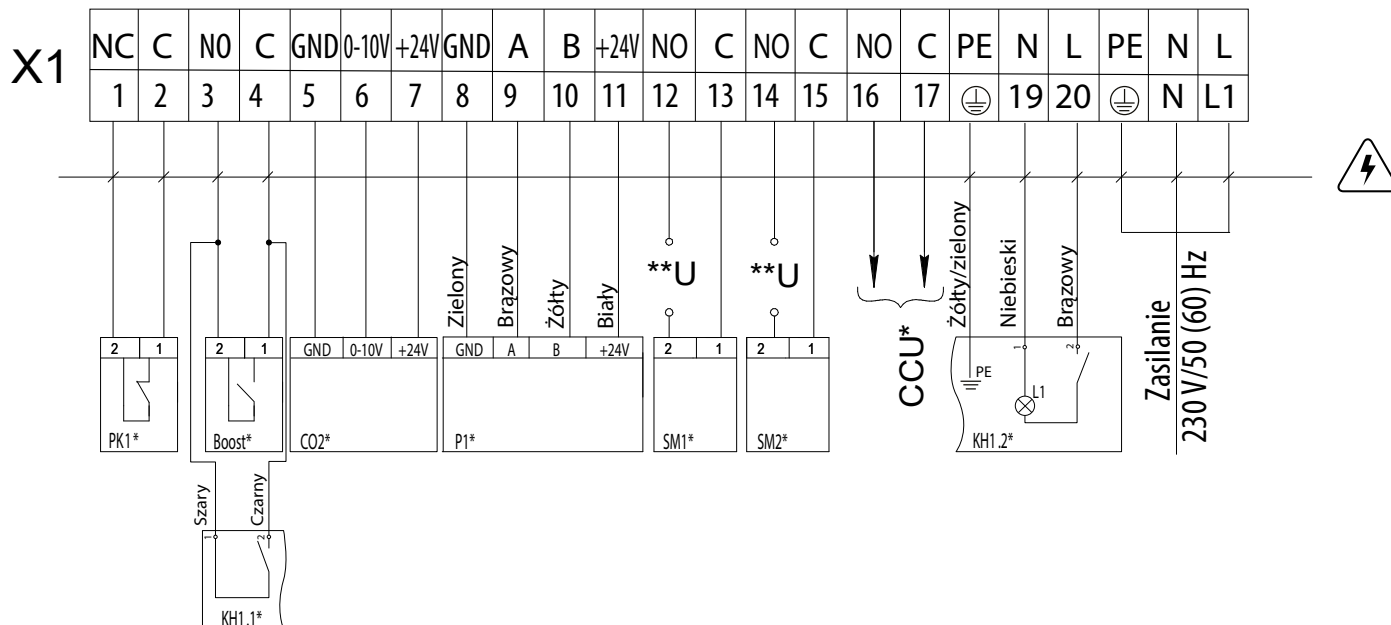 X1
NC C N0 C GND 0-10V +24V GND A B +24V NO C NO C NO C PE N L PE N L
1 2 3 4 5 6 7 8 9 10 11 12 13 14 15 16 17 19 20 N L1
Zielony
Brązowy
Żółty
Biały
**U
**U
CCU*
Żółty/zielony
Niebieski
Brązowy
Zasilanie
230 V/50 (60) Hz
2 1
PK1*
2 1
Boost*
GND 0-10V +24V
CO2*
GND A B +24V
P1*
2 1
SM1*
2 1
SM2*
1 2
PE
L1
KH1.2*
Szary
Czarny
1 2
KH1.1*